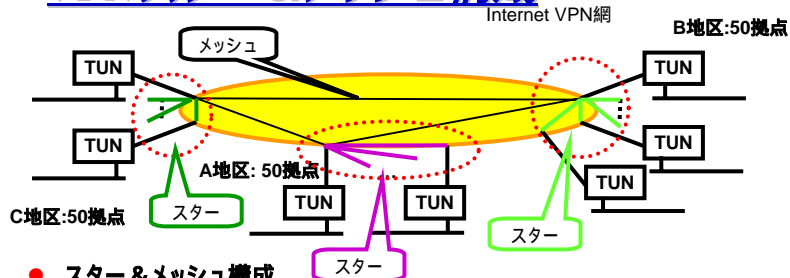 Internet VPN網
B地区:50拠点
メッシュ
TUN
TUN
TUN
TUN
A地区: 50拠点
TUN
TUN
TUN
C地区:50拠点
スター
スター
スター
スター &メッシュ構成